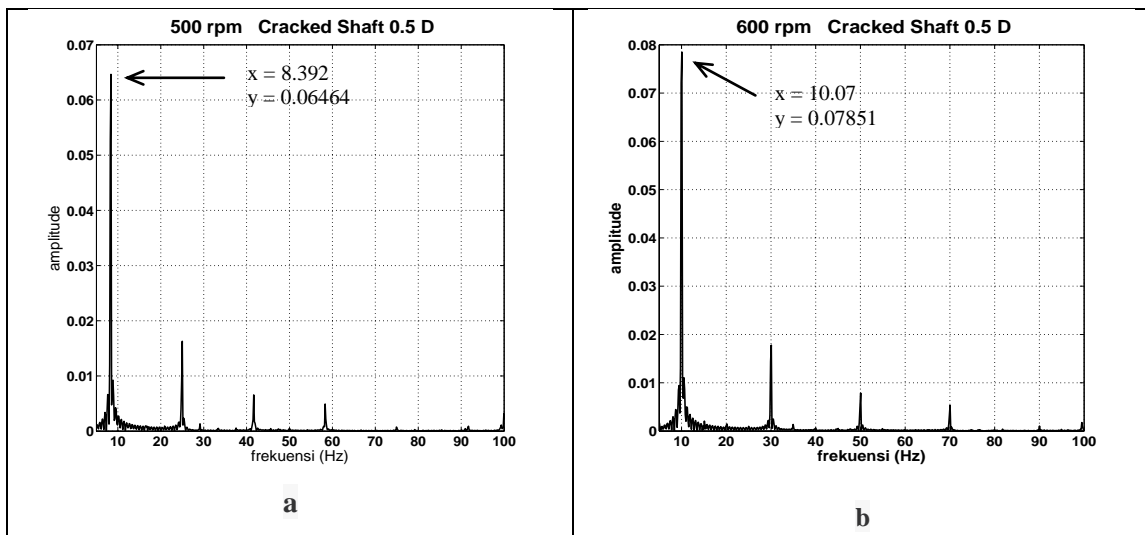 500 rpm Cracked Shaft 0.5 D
0.07
0.06
0.05
0.04
0.03
0.02
0.01
0
amplitude
x = 8.392
y = 0.06464
10 20 30 40 50 60 70 80 90 100
frekuensi (Hz)
a
600 rpm Cracked Shaft 0.5 D
0.08
0.07
0.06
0.05
0.04
0.03
0.02
0.01
0
amplitude
x = 10.07
y = 0.07851
10 20 30 40 50 60 70 80 90 100
frekuensi (Hz)
b